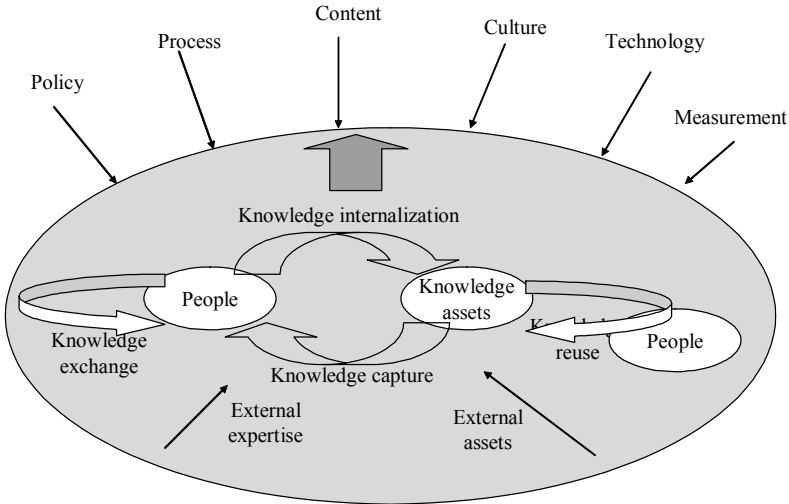 Content
Culture
Process
Technology
Policy
Measurement
Knowledge internalization
People
Knowledge
assets
Knowledge
exchange
reuse
People
Knowledge capture
External
expertise
External
assets